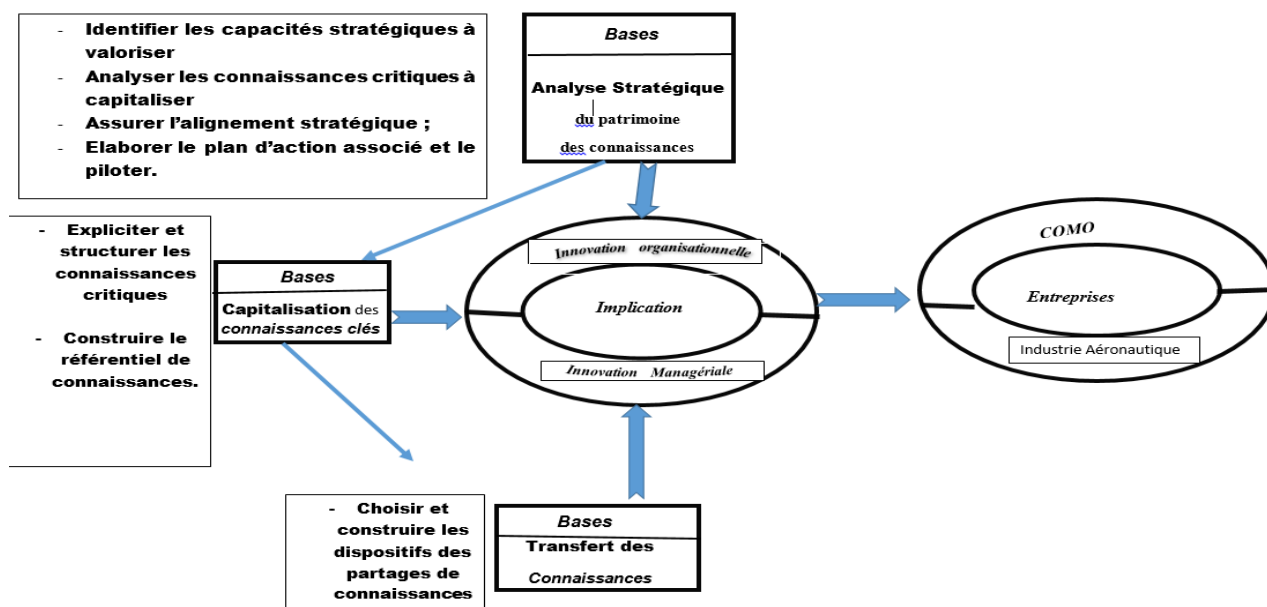 - Identifier les capacités stratégiques à
valoriser
- Analyser les connaissances critiques à
capitaliser
- Assurer l’alignement stratégique ;
- Elaborer le plan d’action associé et le
piloter.
Bases
Analyse Stratégique
du patrimoine
des connaissances
- Expliciter et
structurer les
connaissances
critiques
- Construire le
référentiel de
connaissances.
Bases
Capitalisation des
connaissances clés
Innovation organisationnelle
Implication
Innovation Managériale
COMO
Entreprises
Industrie Aéronautique
- Choisir et
construire les
dispositifs des
partages de
connaissances
Bases
Transfert des
Connaissances